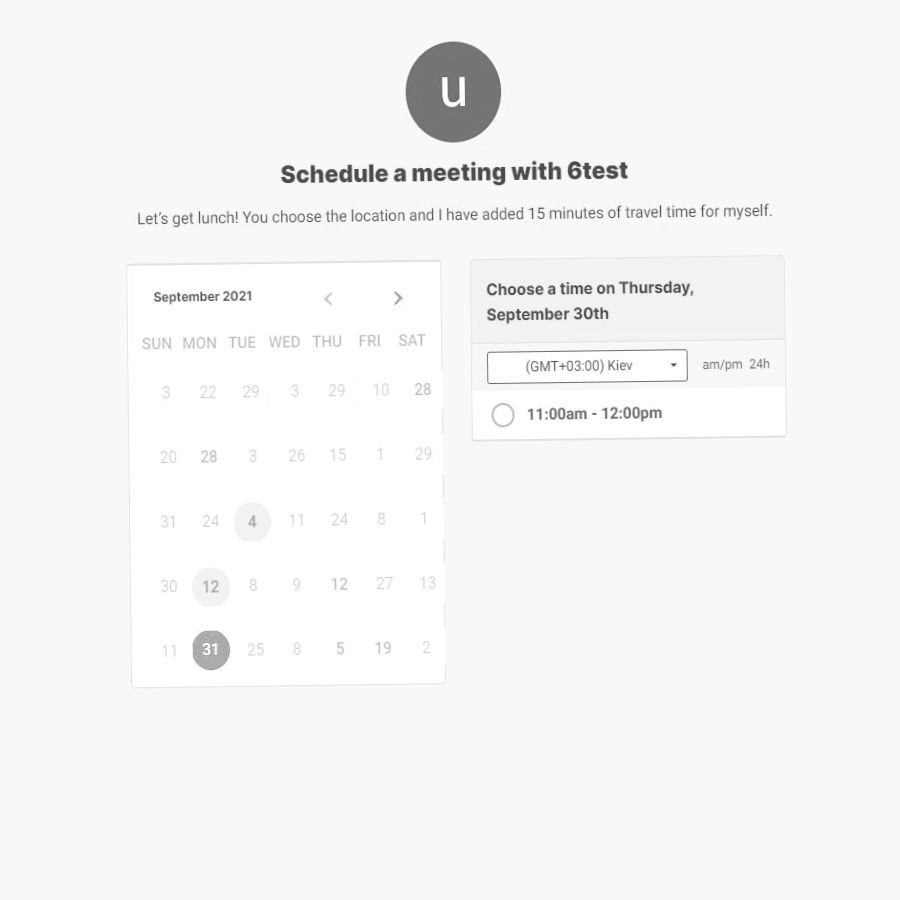 u
Schedule a meeting with 6test
Let's get lunch! You choose the location and I have added 15 minutes of travel time for myself.
September 2021
SUN MON TUE WED THU FRI SAT
3 22 29 3 29 10 28
20 28 3 26 15 1 29
31 24 4 11 24 8 1
30 12 8 9 12 27 13
11 31 25 8 5 19 2
Choose a time on Thursday,
September 30th
(GMT+03:00) Kiev am/pm 24h
11:00am - 12:00pm